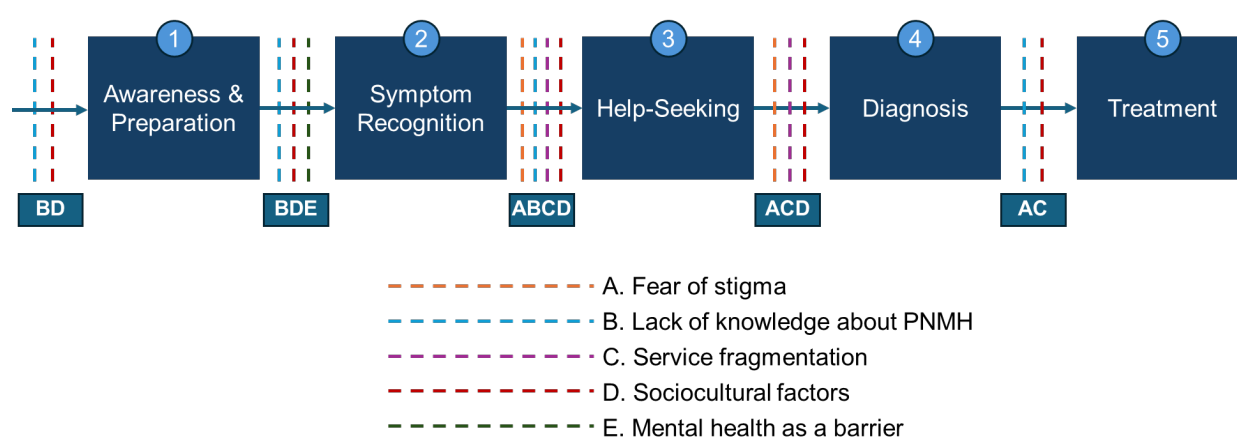 1
2
3
4
5
Awareness &
Preparation
Symptom
Recognition
Help-Seeking
Diagnosis
Treatment
BD
BDE
ABCD
ACD
AC
A. Fear of stigma
B. Lack of knowledge about PNMH
C. Service fragmentation
D. Sociocultural factors
E. Mental health as a barrier